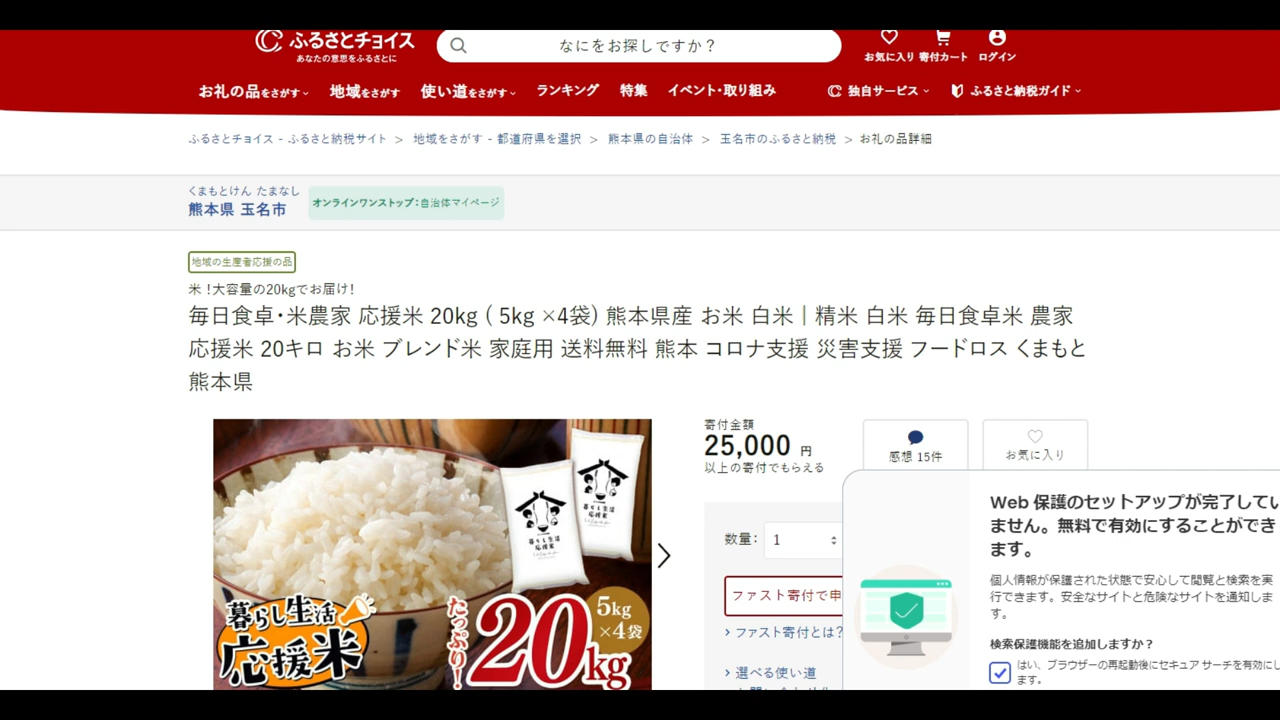 ふるさとチョイス
あなたの意思をふるさとに
なにをお探しですか？
お気に入り 寄付カート ログイン
お礼の品をさがす 地域をさがす 使い道をさがす ランキング 特集 イベント・取り組み 独自サービス ふるさと納税ガイド
ふるさとチョイス - ふるさと納税サイト > 地域をさがす - 都道府県を選択 > 熊本県の自治体 > 玉名市のふるさと納税 > お礼の品詳細
くまもとけん たまなし
熊本県 玉名市
オンラインワンストップ：自治体マイページ
地域の生産者応援の品
米！大容量の20kgでお届け！
毎日食卓・米農家 応援米 20kg ( 5kg ×4袋) 熊本県産 お米 白米 | 精米 白米 毎日食卓米 農家
応援米 20キロ お米 ブレンド米 家庭用 送料無料 熊本 コロナ支援 災害支援 フードロス くまもと
熊本県
暮らし生活
応援米
暮らし生活
応援米
暮らし生活
応援米
たっぷり！
20kg
5kg
×4袋
寄付金額
25,000 円
以上の寄付でもらえる
感想 15件
お気に入り
数量： 1
ファスト寄付で申
ファスト寄付とは？
選べる使い道
Web 保護のセットアップが完了してい
ません。無料で有効にすることができ
ます。
個人情報が保護された状態で安心して閲覧と検索を実
行できます。安全なサイトと危険なサイトを通知しま
す。
検索保護機能を追加しますか？
はい、ブラウザーの再起動後にセキュア サーチを有効にし
ます。